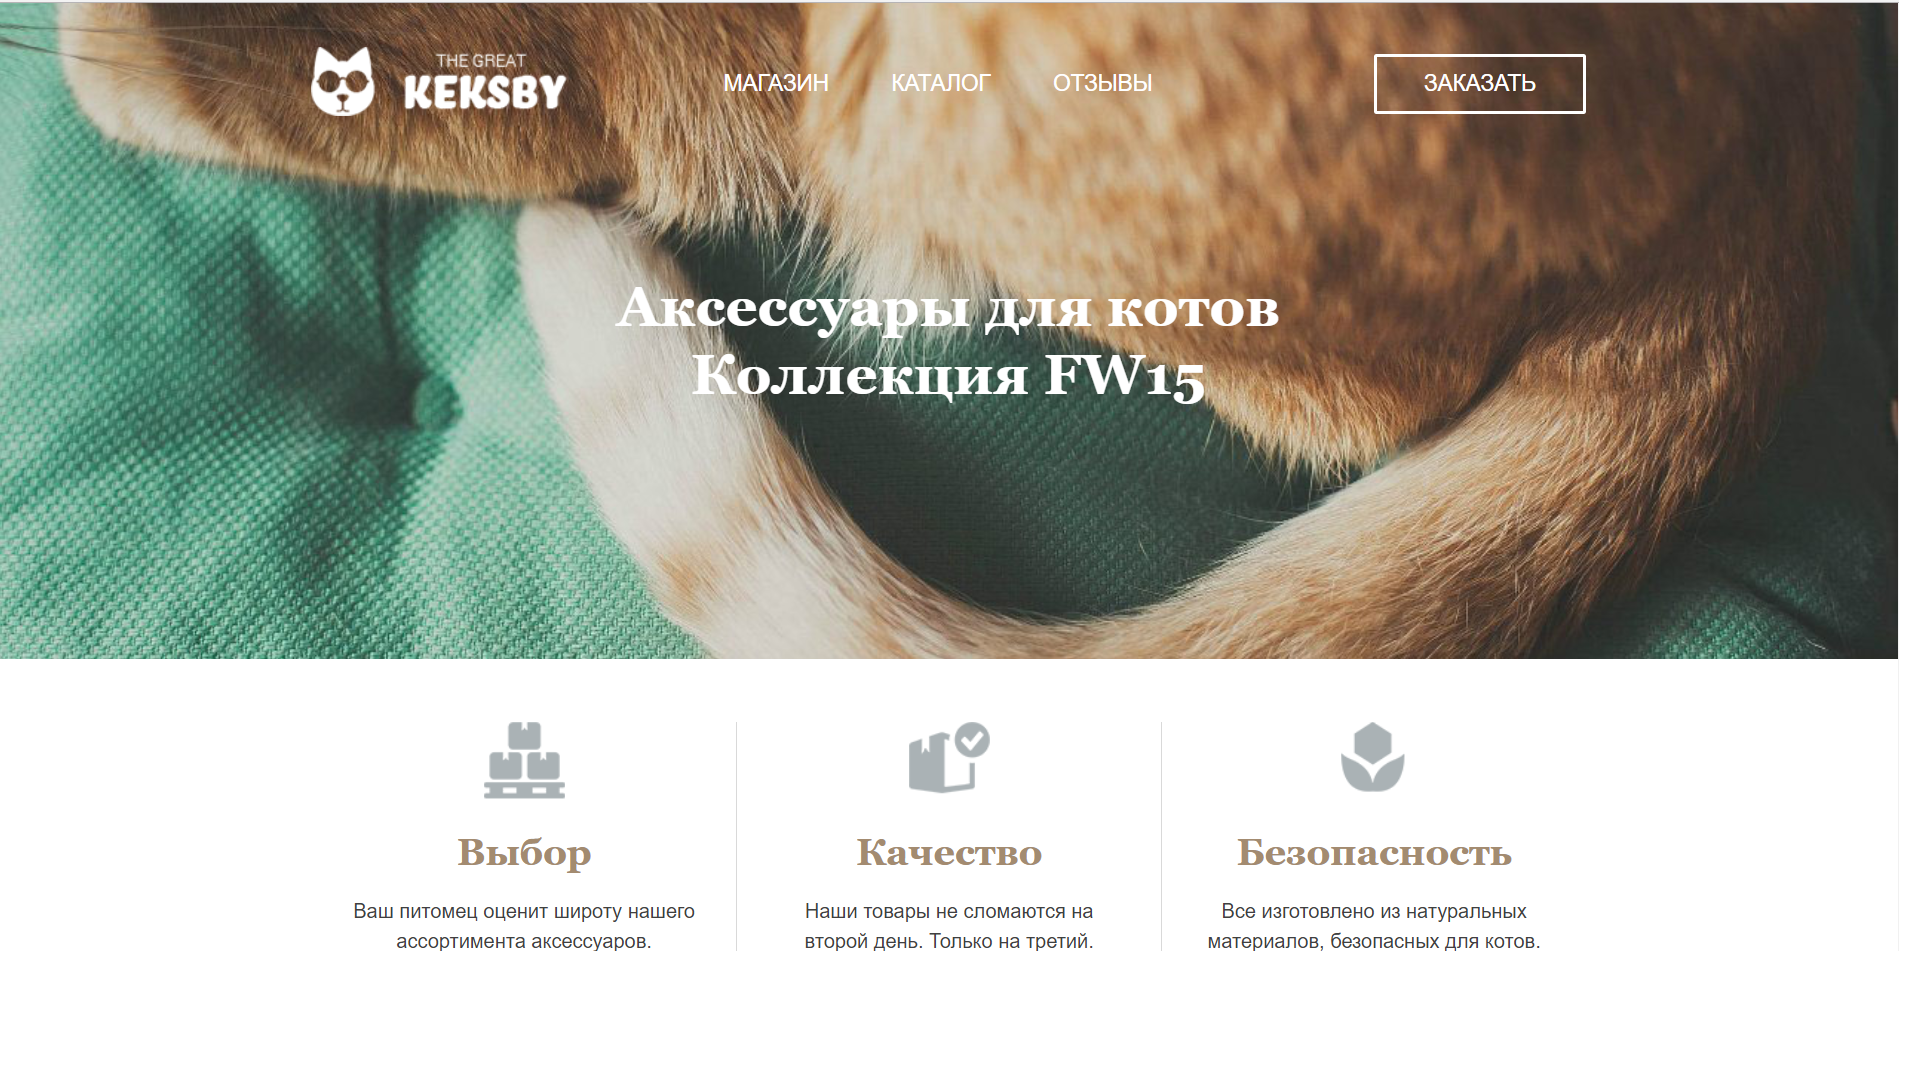 THE GREAT
KEKSBY
МАГАЗИН
КАТАЛОГ
ОТЗЫВЫ
ЗАКАЗАТЬ
Аксессуары для котов
Коллекция FW15
Выбор
Ваш питомец оценит широту нашего
ассортимента аксессуаров.
Качество
Наши товары не сломаются на
второй день. Только на третий.
Безопасность
Все изготовлено из натуральных
материалов, безопасных для котов.